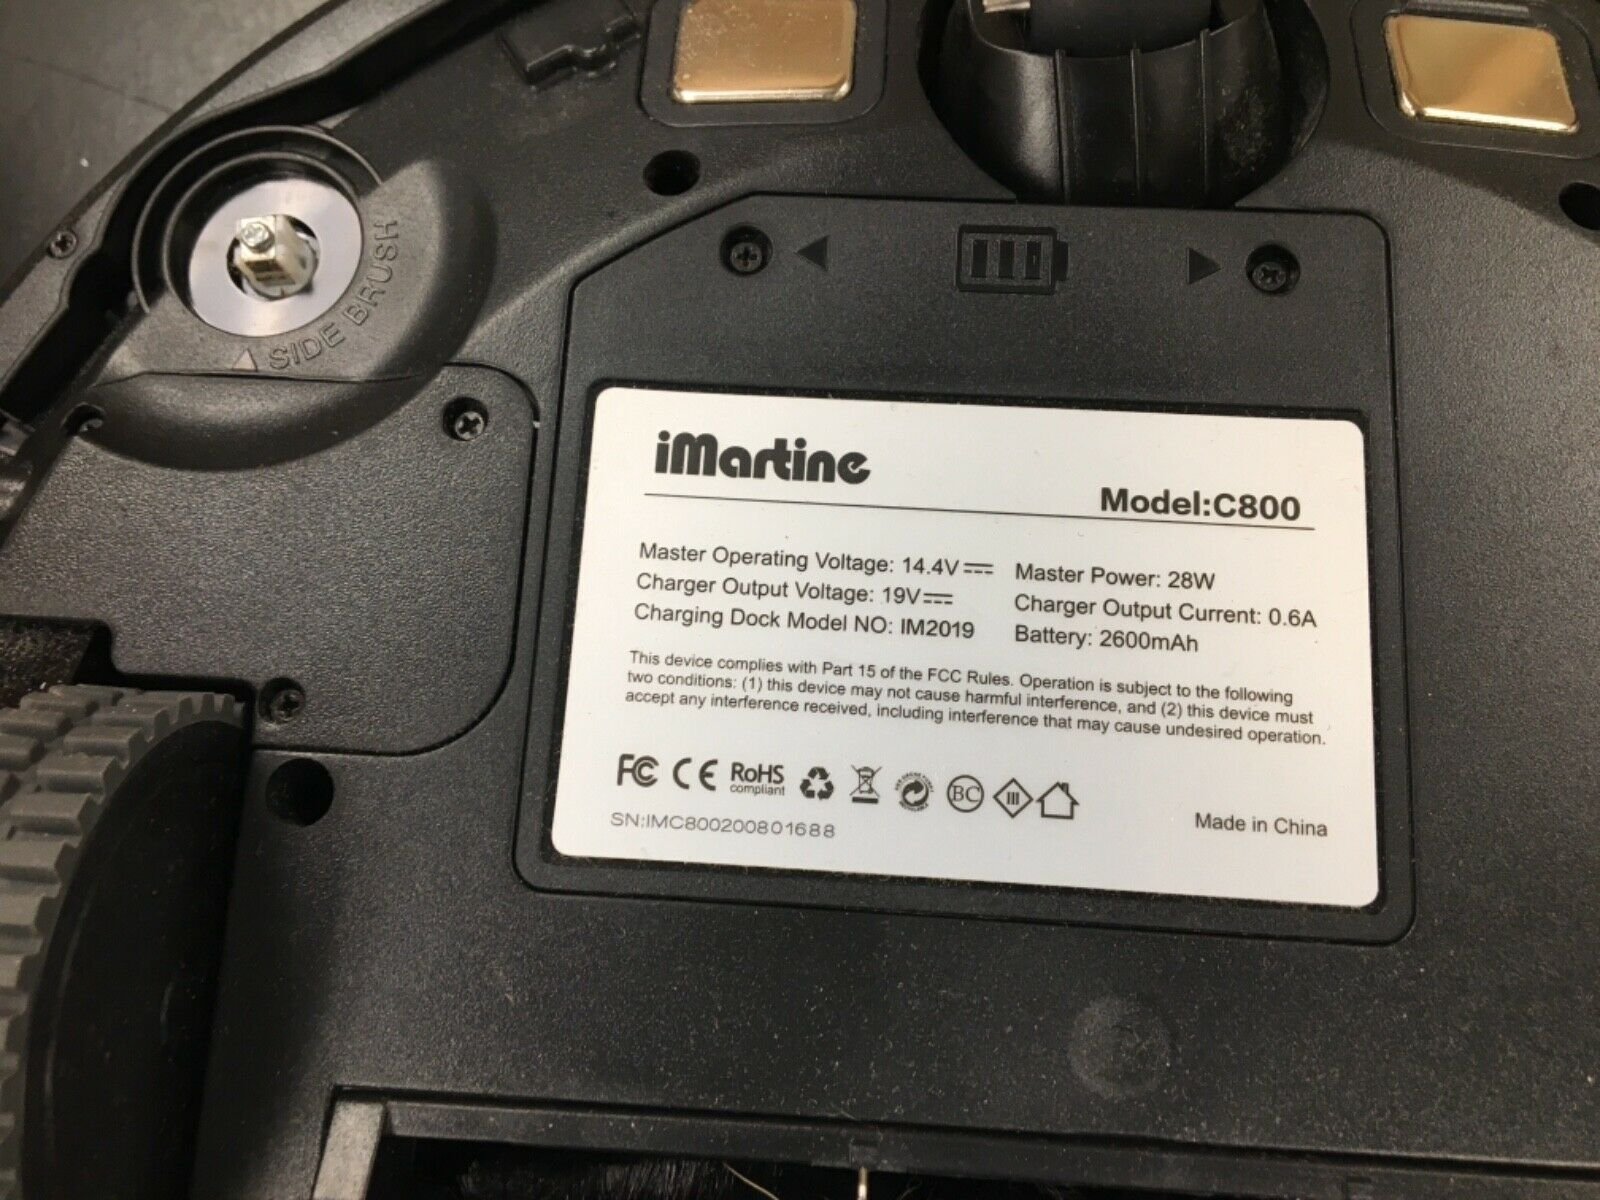 SIDE BRUSH
iMartine
Model:C800
Master Operating Voltage: 14.4V
Master Power: 28W
Charger Output Voltage: 19V
Charger Output Current: 0.6A
Charging Dock Model NO: IM2019
Battery: 2600mAh
This device complies with Part 15 of the FCC Rules. Operation is subject to the following
two conditions: (1) this device may not cause harmful interference, and (2) this device must
accept any interference received, including interference that may cause undesired operation.
FC CE RoHS
compliant
BC III
SN:IMC800200801688
Made in China